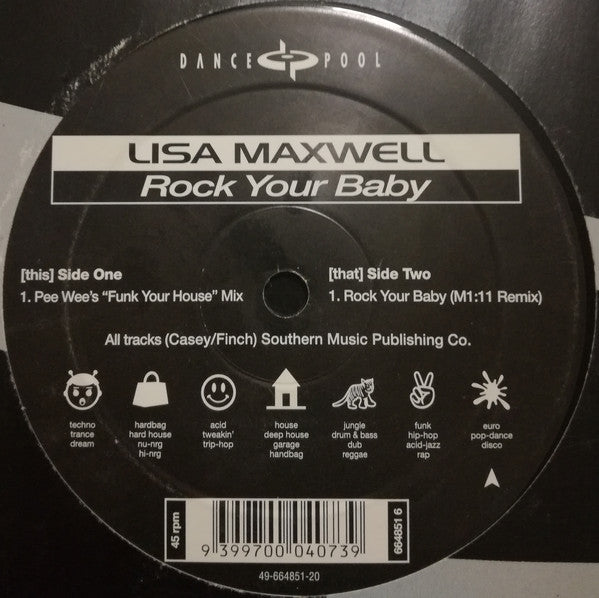 DANCE POOL
LISA MAXWELL
Rock Your Baby
[this] Side One
1. Pee Wee's "Funk Your House" Mix
[that] Side Two
1. Rock Your Baby (M1:11 Remix)
All tracks (Casey/Finch) Southern Music Publishing Co.
techno
trance
dream
hardbag
hard house
nu-nrg
hi-nrg
acid
tweakin'
trip-hop
house
deep house
garage
handbag
jungle
drum & bass
dub
reggae
funk
hip-hop
acid-jazz
rap
euro
pop-dance
disco
45 rpm
9 399700 040739
664851 6
49-664851-20